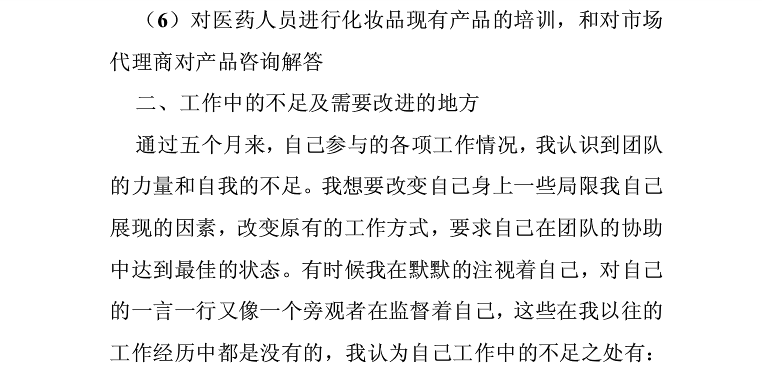 （6）对医药人员进行化妆品现有产品的培训，和对市场
代理商对产品咨询解答
二、工作中的不足及需要改进的地方
通过五个月来，自己参与的各项工作情况，我认识到团队
的力量和自我的不足。我想要改变自己身上一些局限我自己
展现的因素，改变原有的工作方式，要求自己在团队的协助
中达到最佳的状态。有时候我在默默的注视着自己，对自己
的一言一行又像一个旁观者在监督着自己，这些在我以往的
工作经历中都是没有的，我认为自己工作中的不足之处有：